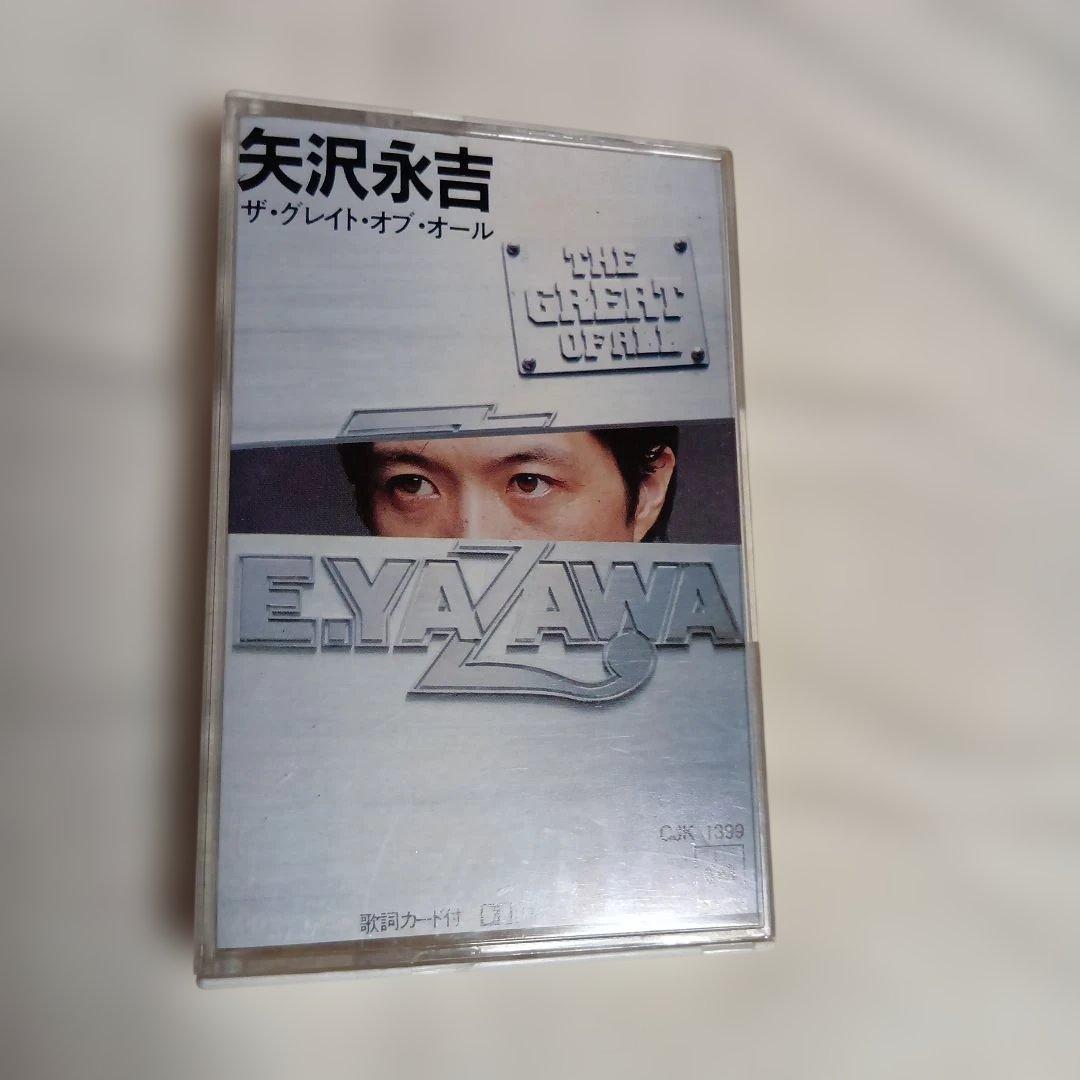 矢沢永吉
ザ・グレイト・オブ・オール
THE
GREAT
OF ALL
E.YAZAWA
CJK 1399
歌詞カード付